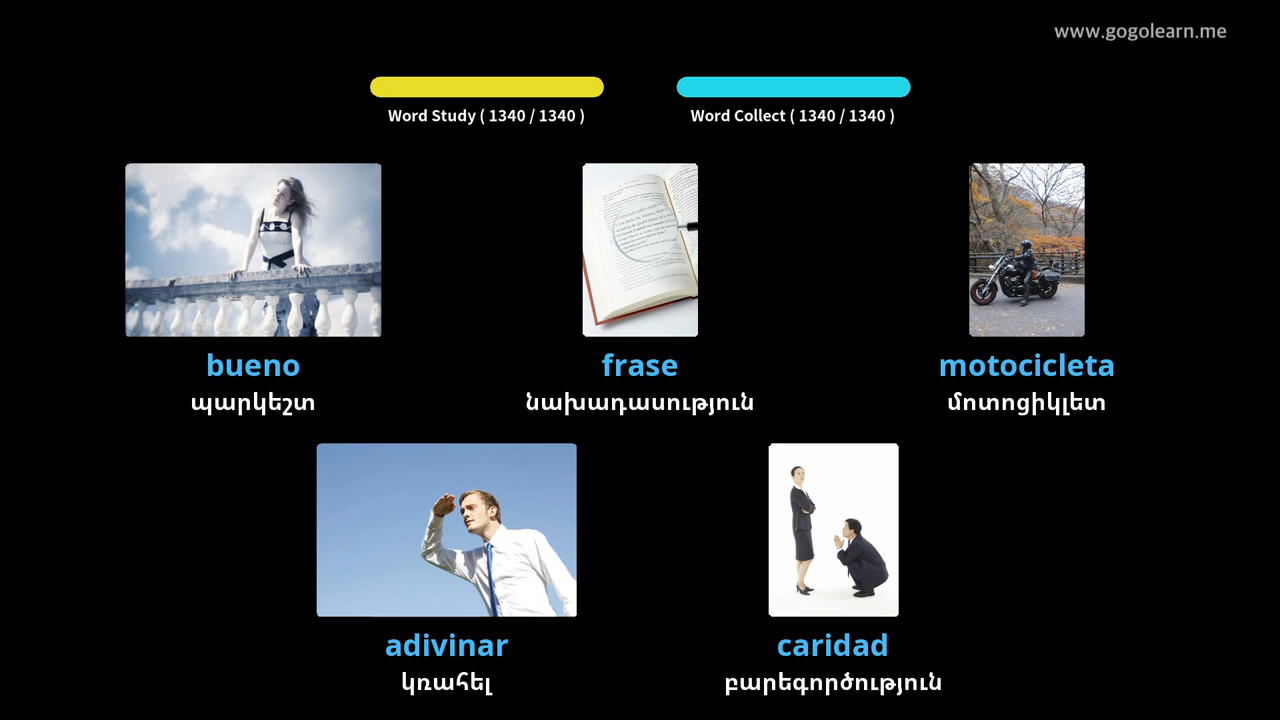 www.gogolearn.me
Word Study ( 1340 / 1340 )
Word Collect ( 1340 / 1340 )
bueno
պարկեշտ
frase
նախադասություն
motocicleta
մոտոցիկլետ
adivinar
կռահել
caridad
բարեգործություն